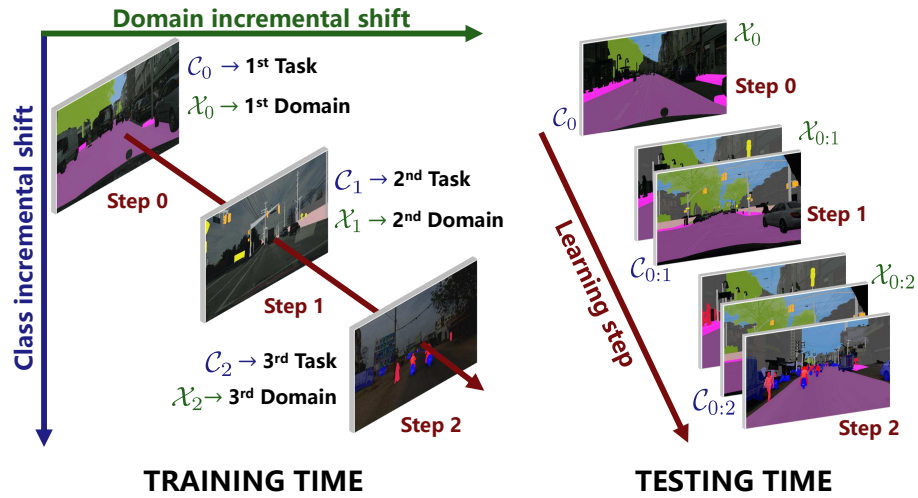 Domain incremental shift
Class incremental shift
𝒞₀ → 1ˢᵗ Task
𝒳₀ → 1ˢᵗ Domain
Step 0
𝒞₁ → 2ⁿᵈ Task
𝒳₁ → 2ⁿᵈ Domain
Step 1
𝒞₂ → 3ʳᵈ Task
𝒳₂ → 3ʳᵈ Domain
Step 2
TRAINING TIME
𝒳₀
Step 0
𝒞₀
𝒳₀:₁
Step 1
𝒞₀:₁
Learning step
𝒳₀:₂
𝒞₀:₂
Step 2
TESTING TIME